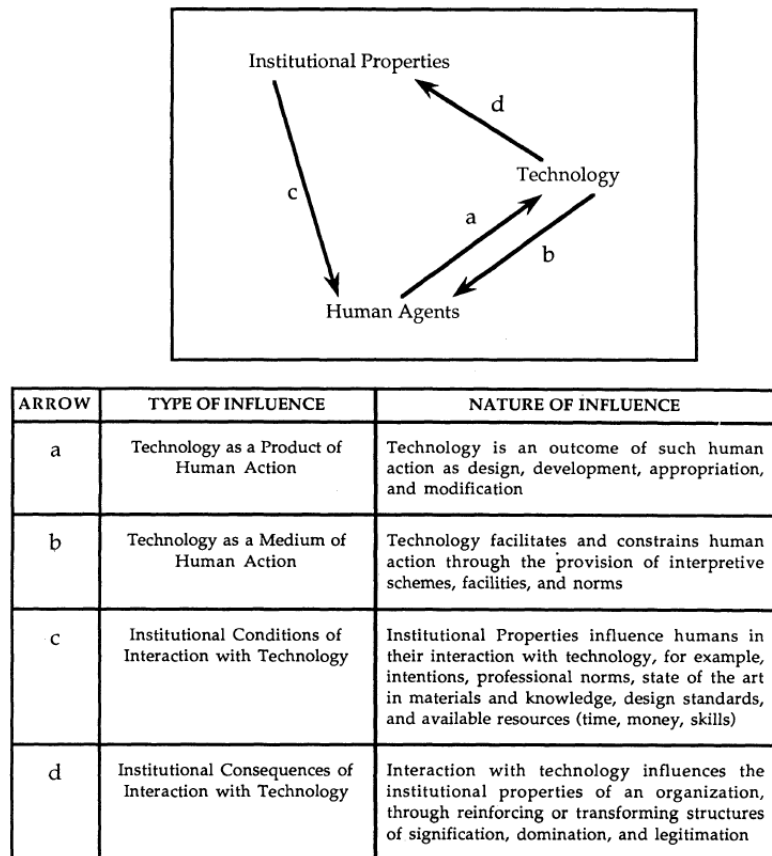 Institutional Properties
d
Technology
c
a
b
Human Agents
ARROW TYPE OF INFLUENCE NATURE OF INFLUENCE
a
Technology as a Product of
Human Action
Technology is an outcome of such human
action as design, development, appropriation,
and modification
b
Technology as a Medium of
Human Action
Technology facilitates and constrains human
action through the provision of interpretive
schemes, facilities, and norms
c
Institutional Conditions of
Interaction with Technology
Institutional Properties influence humans in
their interaction with technology, for example,
intentions, professional norms, state of the art
in materials and knowledge, design standards,
and available resources (time, money, skills)
d
Institutional Consequences of
Interaction with Technology
Interaction with technology influences the
institutional properties of an organization,
through reinforcing or transforming structures
of signification, domination, and legitimation